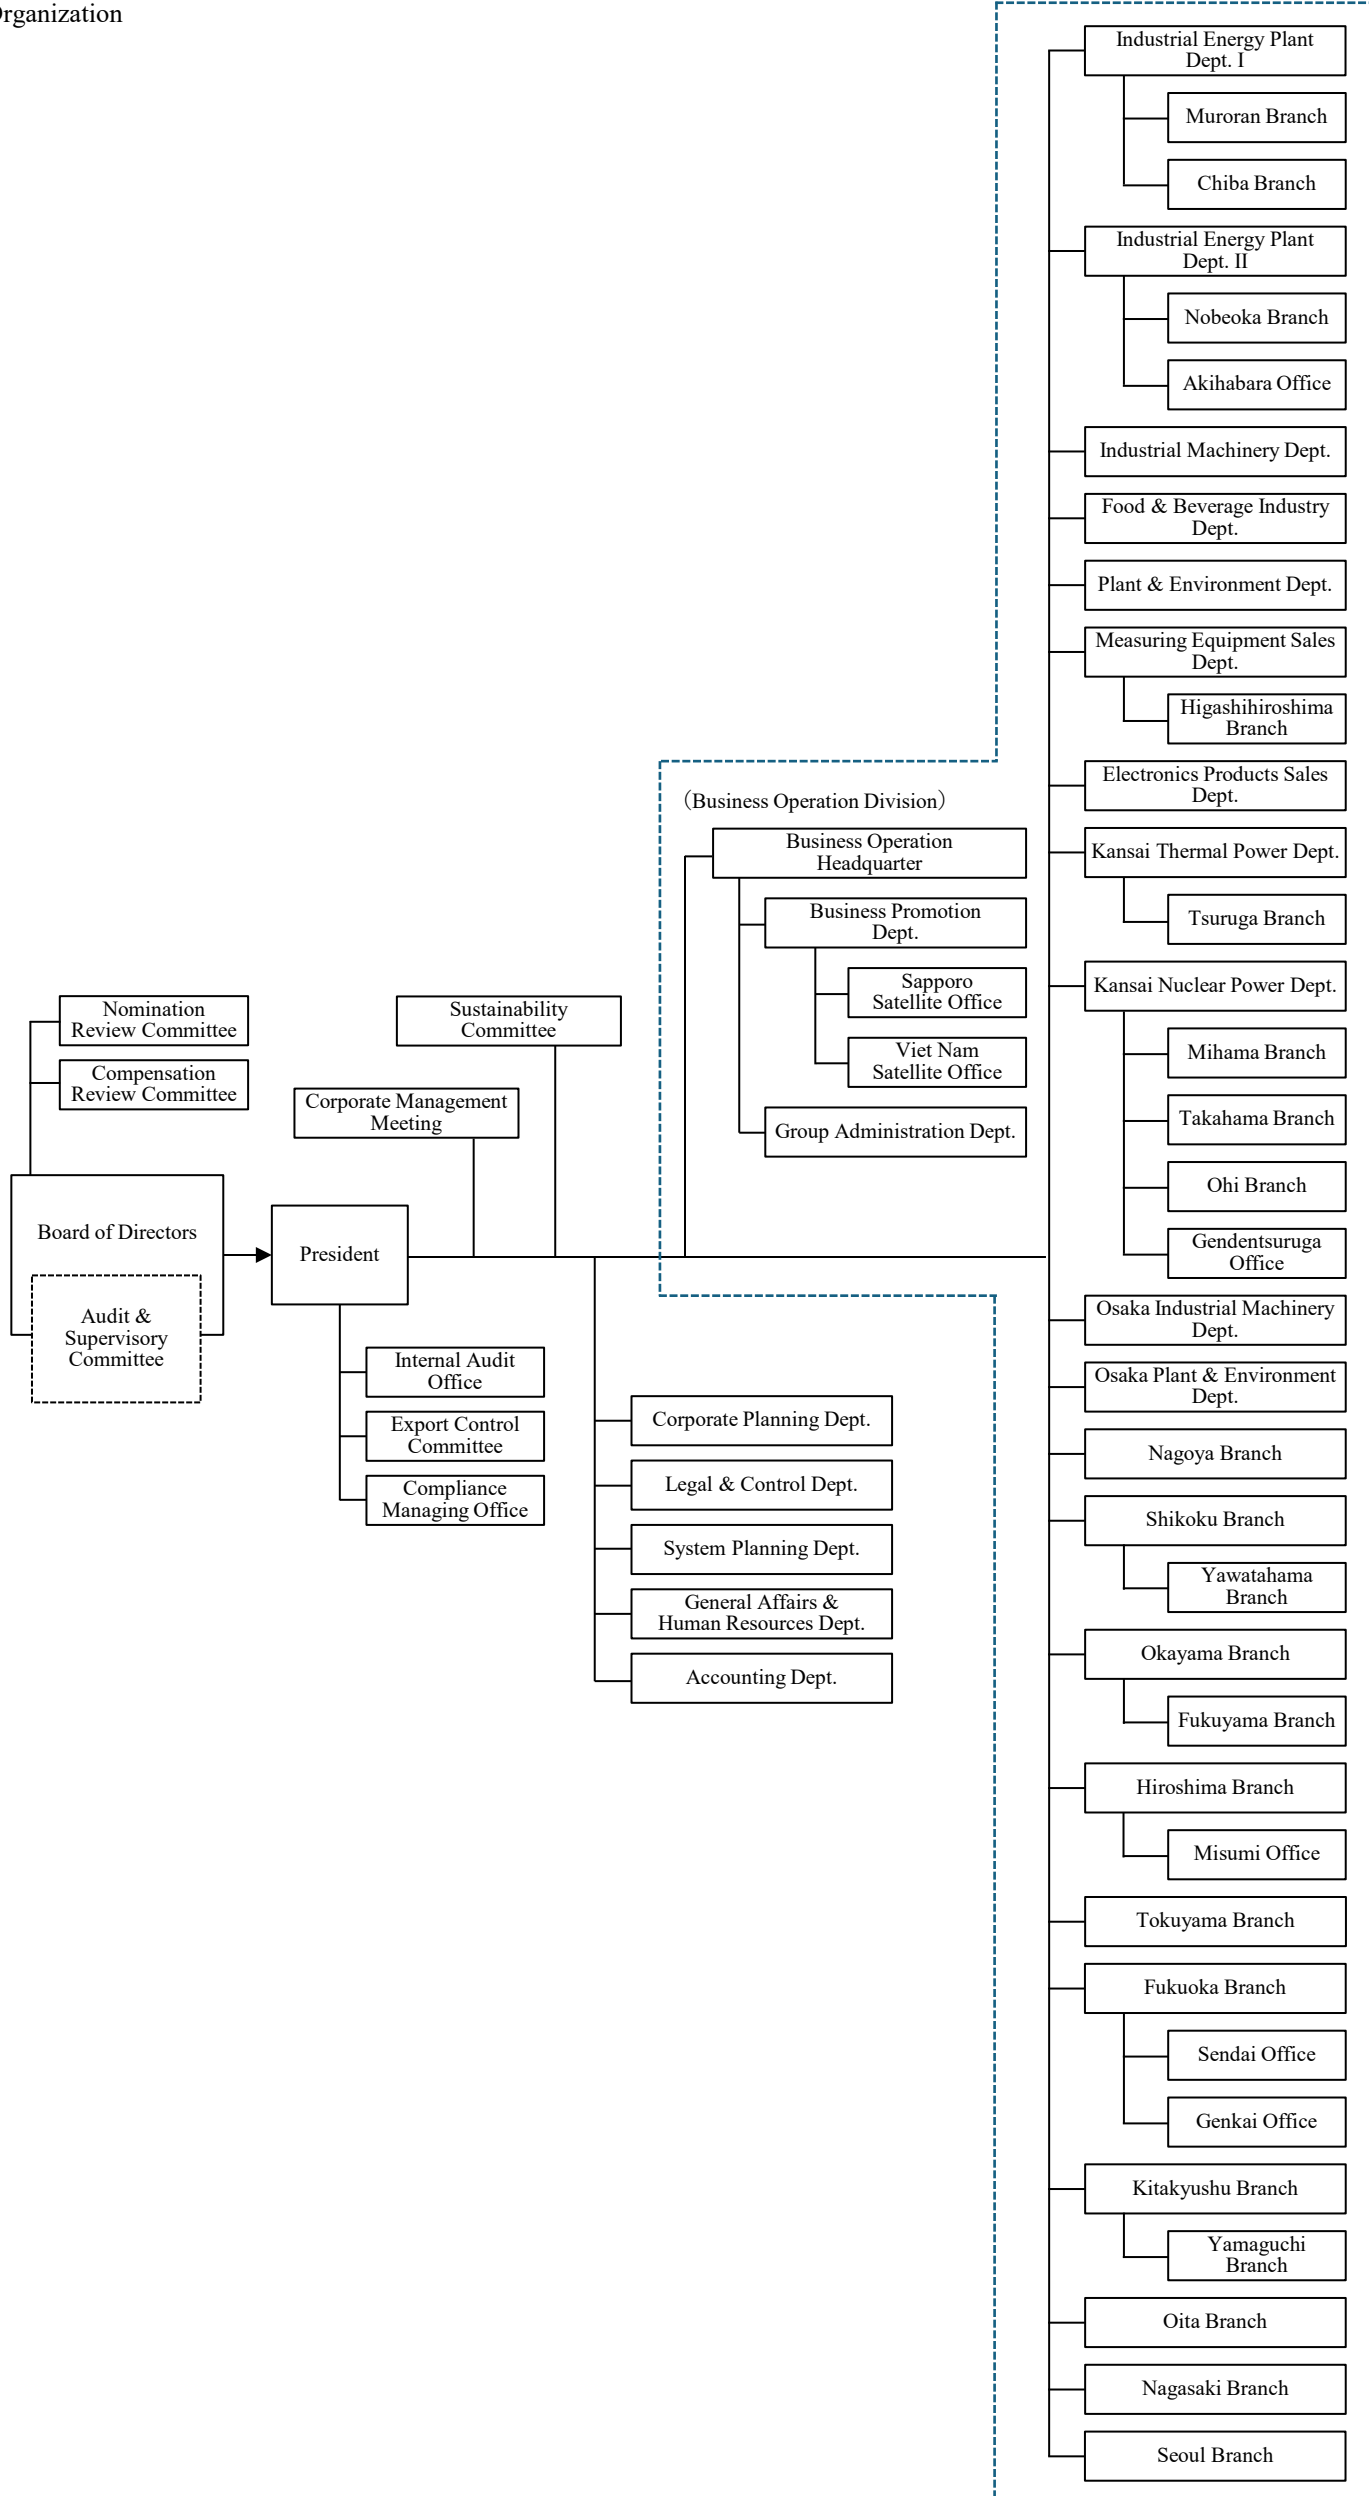 Organization
Industrial Energy Plant
Dept. I
Muroran Branch
Chiba Branch
Industrial Energy Plant
Dept. II
Nobeoka Branch
Akihabara Office
Industrial Machinery Dept.
Food & Beverage Industry
Dept.
Plant & Environment Dept.
Measuring Equipment Sales
Dept.
Higashihiroshima
Branch
Electronics Products Sales
Dept.
Kansai Thermal Power Dept.
Tsuruga Branch
Kansai Nuclear Power Dept.
Mihama Branch
Takahama Branch
Ohi Branch
Gendentsuruga
Office
Osaka Industrial Machinery
Dept.
Osaka Plant & Environment
Dept.
Nagoya Branch
Shikoku Branch
Yawatahama
Branch
Okayama Branch
Fukuyama Branch
Hiroshima Branch
Misumi Office
Tokuyama Branch
Fukuoka Branch
Sendai Office
Genkai Office
Kitakyushu Branch
Yamaguchi
Branch
Oita Branch
Nagasaki Branch
Seoul Branch
（Business Operation Division）
Business Operation
Headquarter
Business Promotion
Dept.
Sapporo
Satellite Office
Viet Nam
Satellite Office
Group Administration Dept.
Nomination
Review Committee
Compensation
Review Committee
Sustainability
Committee
Corporate Management
Meeting
Board of Directors
Audit &
Supervisory
Committee
President
Internal Audit
Office
Export Control
Committee
Compliance
Managing Office
Corporate Planning Dept.
Legal & Control Dept.
System Planning Dept.
General Affairs &
Human Resources Dept.
Accounting Dept.